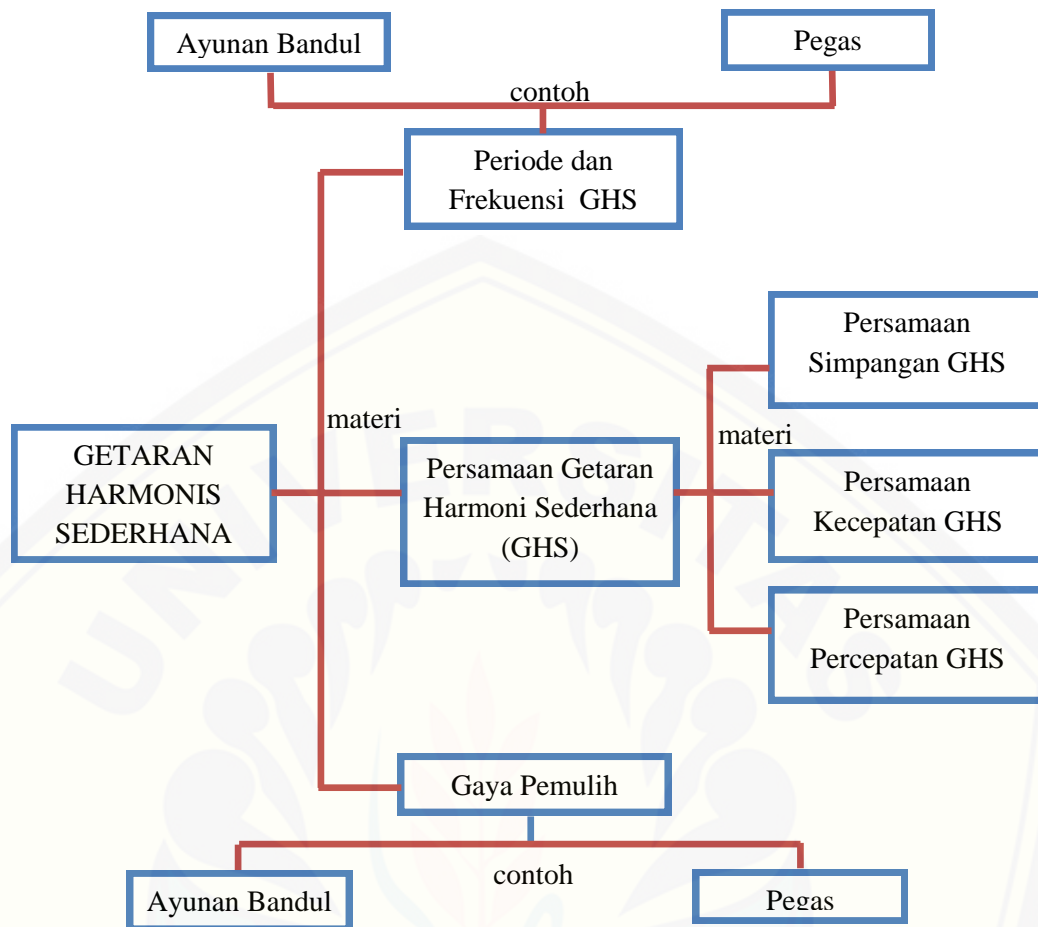 Ayunan Bandul
Pegas
contoh
Periode dan
Frekuensi GHS
Persamaan
Simpangan GHS
materi
materi
GETARAN
HARMONIS
SEDERHANA
Persamaan Getaran
Harmoni Sederhana
(GHS)
Persamaan
Kecepatan GHS
Persamaan
Percepatan GHS
Gaya Pemulih
contoh
Ayunan Bandul
Pegas
UNIVERSITAS